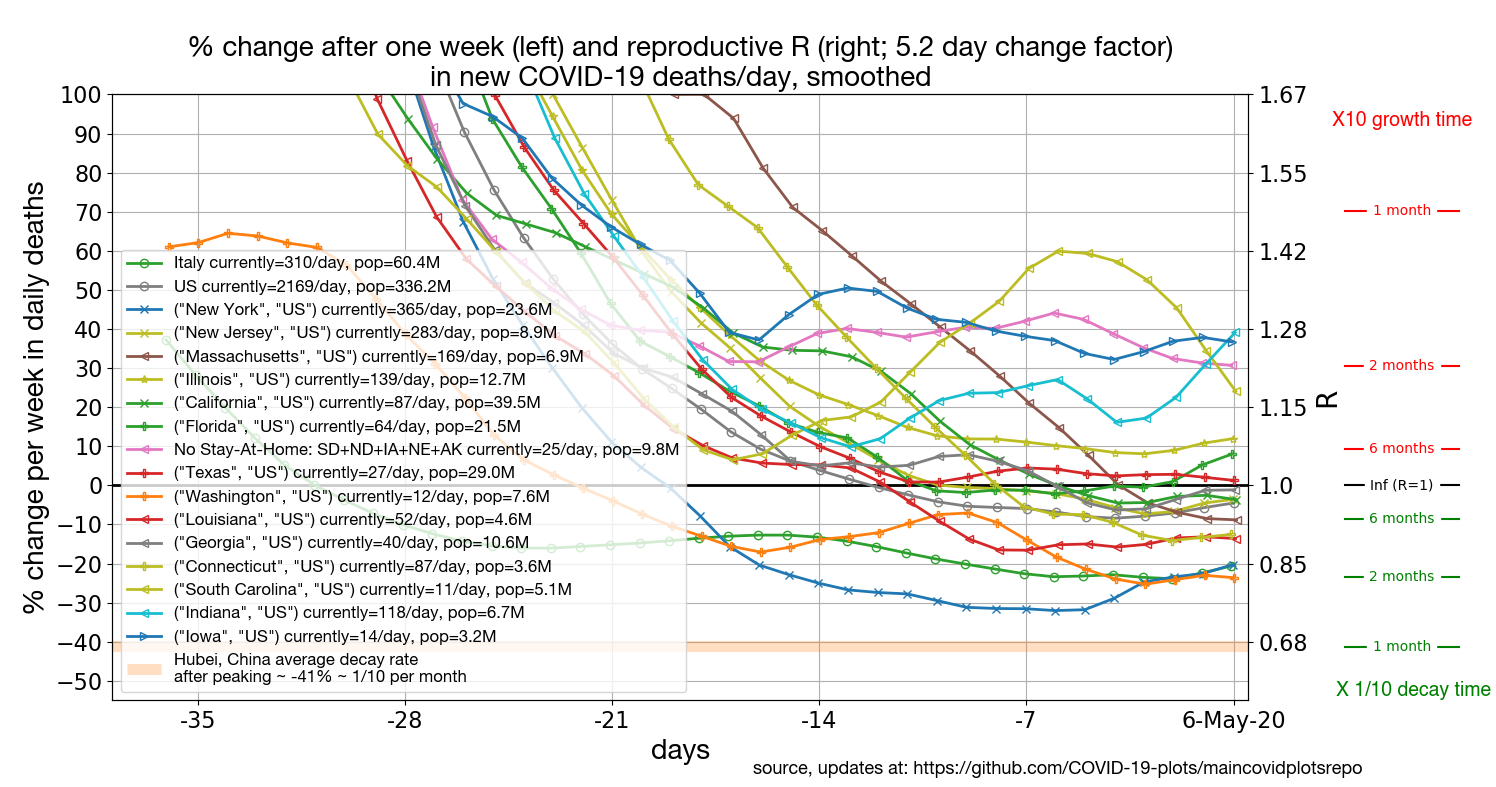 % change after one week (left) and reproductive R (right; 5.2 day change factor)
in new COVID-19 deaths/day, smoothed
% change per week in daily deaths
100
90
80
70
60
50
40
30
20
10
0
−10
−20
−30
−40
−50
Italy currently=310/day, pop=60.4M
US currently=2169/day, pop=336.2M
("New York", "US") currently=365/day, pop=23.6M
("New Jersey", "US") currently=283/day, pop=8.9M
("Massachusetts", "US") currently=169/day, pop=6.9M
("Illinois", "US") currently=139/day, pop=12.7M
("California", "US") currently=87/day, pop=39.5M
("Florida", "US") currently=64/day, pop=21.5M
No Stay-At-Home: SD+ND+IA+NE+AK currently=25/day, pop=9.8M
("Texas", "US") currently=27/day, pop=29.0M
("Washington", "US") currently=12/day, pop=7.6M
("Louisiana", "US") currently=52/day, pop=4.6M
("Georgia", "US") currently=40/day, pop=10.6M
("Connecticut", "US") currently=87/day, pop=3.6M
("South Carolina", "US") currently=11/day, pop=5.1M
("Indiana", "US") currently=118/day, pop=6.7M
("Iowa", "US") currently=14/day, pop=3.2M
Hubei, China average decay rate
after peaking ~ -41% ~ 1/10 per month
1.67
1.55
1.42
1.28
1.15
1.0
0.85
0.68
R
X10 growth time
1 month
2 months
6 months
Inf (R=1)
6 months
2 months
1 month
X 1/10 decay time
-35
-28
-21
-14
-7
6-May-20
days
source, updates at: https://github.com/COVID-19-plots/maincovidplotsrepo